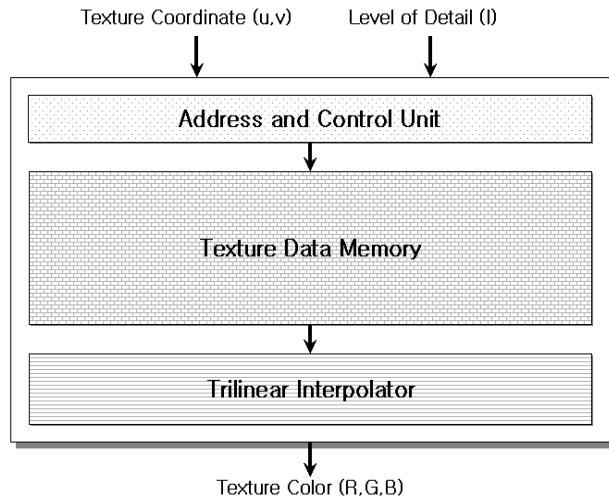 Texture Coordinate (u,v) Level of Detail (l)
Address and Control Unit
Texture Data Memory
Trilinear Interpolator
Texture Color (R,G,B)